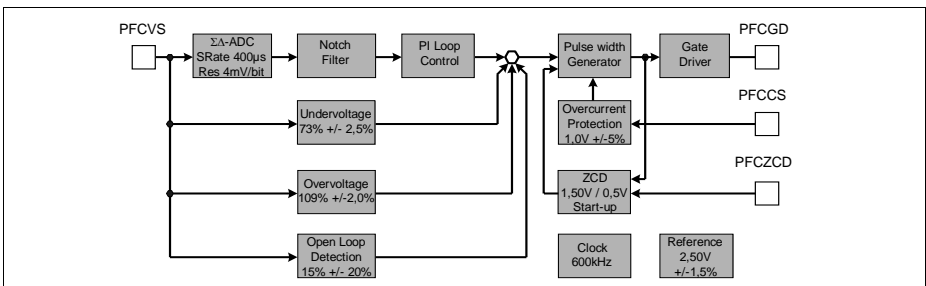 PFCVS
ΣΔ-ADC
SRate 400µs
Res 4mV/bit
Notch
Filter
PI Loop
Control
Pulse width
Generator
Gate
Driver
PFCGD
Undervoltage
73% +/- 2,5%
Overcurrent
Protection
1,0V +/-5%
PFCCS
Overvoltage
109% +/-2,0%
ZCD
1,50V / 0,5V
Start-up
PFCZCD
Open Loop
Detection
15% +/- 20%
Clock
600kHz
Reference
2,50V
+/-1,5%